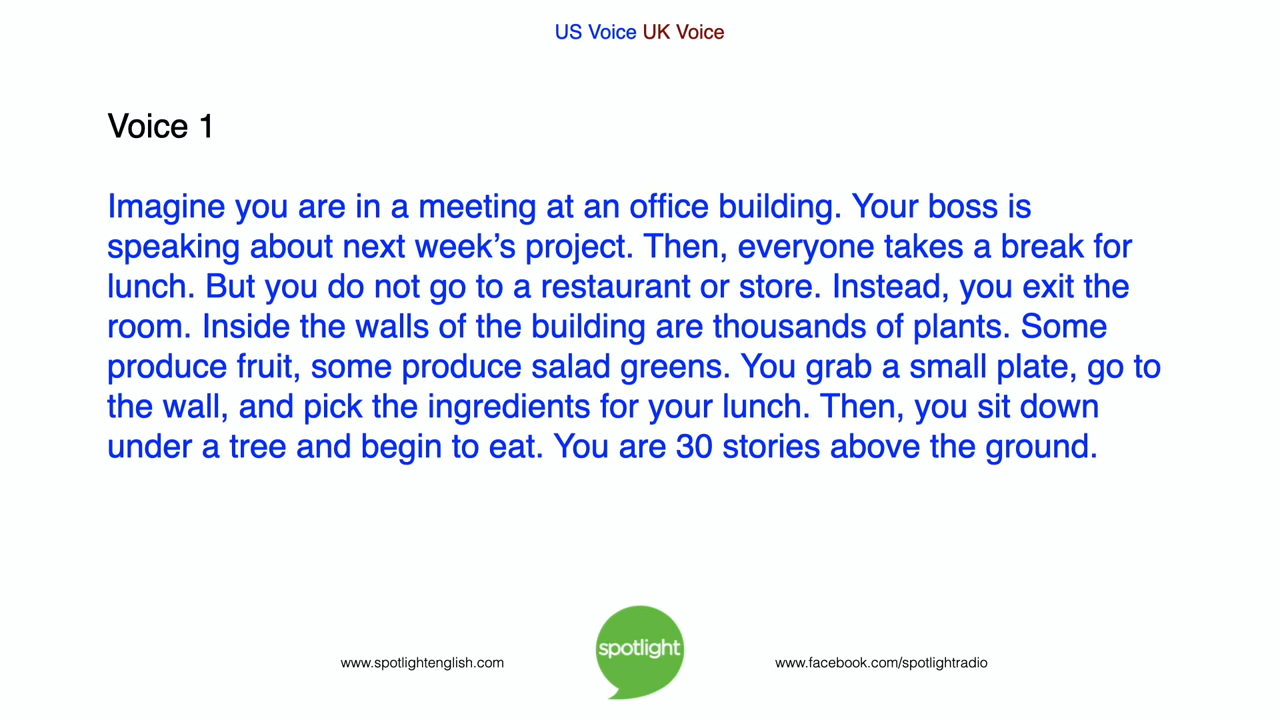 US Voice UK Voice
Voice 1
Imagine you are in a meeting at an office building. Your boss is
speaking about next week’s project. Then, everyone takes a break for
lunch. But you do not go to a restaurant or store. Instead, you exit the
room. Inside the walls of the building are thousands of plants. Some
produce fruit, some produce salad greens. You grab a small plate, go to
the wall, and pick the ingredients for your lunch. Then, you sit down
under a tree and begin to eat. You are 30 stories above the ground.
spotlight
www.spotlightenglish.com
www.facebook.com/spotlightradio